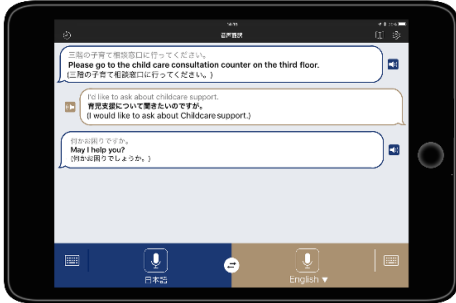 音声翻訳
三階の子育て相談窓口に行ってください。
Please go to the child care consultation counter on the third floor.
(三階の子育て相談窓口に行ってください。)
I'd like to ask about childcare support.
育児支援について聞きたいのですが。
(I would like to ask about Childcare support.)
何かお困りですか。
May I help you?
(何かお困りでしょうか。)
日本語
English ▼